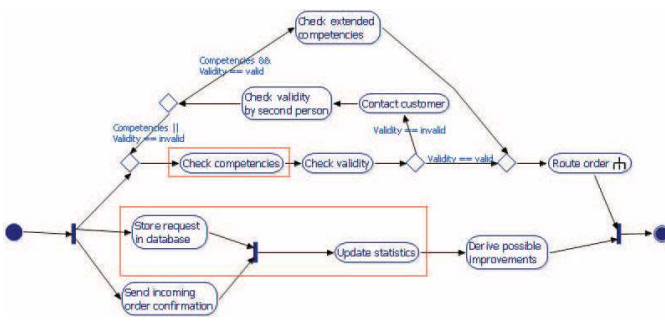 Check extended
competencies
Competencies &&
Validity == valid
Check validity
by second person
Contact customer
Competencies ||
Validity == invalid
Validity == invalid
Check competencies
Check validity
Validity == valid
Route order
Store request
in database
Update statistics
Derive possible
improvements
Send incoming
order confirmation